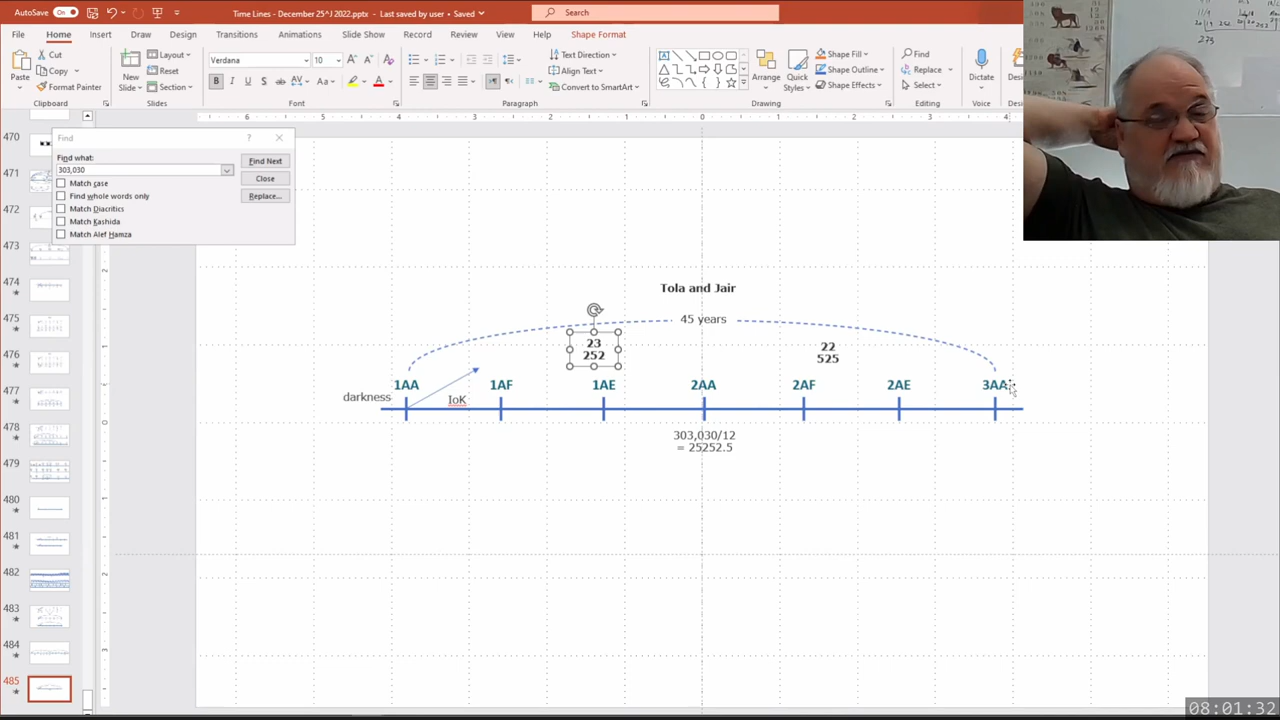 AutoSave On Time Lines - December 25^J 2022.pptx - Last saved by user • Saved Search
File Home Insert Draw Design Transitions Animations Slide Show Record Review View Help Shape Format
Paste Cut Copy Format Painter Clipboard
New Slide Layout Reset Section Slides
Verdana 10 Font
Text Direction Align Text Convert to SmartArt Paragraph
Arrange Quick Styles Shape Fill Shape Outline Shape Effects Drawing
Find Replace Select Editing
Dictate Voice
Find ?
Find what:
303,030
Find Next
Match case
Close
Find whole words only
Replace...
Match Diacritics
Match Kashida
Match Alef Hamza
470
471
472
473
474
475
476
477
478
479
480
481
482
483
484
485
Tola and Jair
45 years
23
252
22
525
1AA 1AF 1AE 2AA 2AF 2AE 3AA
darkness IoK
303,030/12
= 25252.5
08:01:32